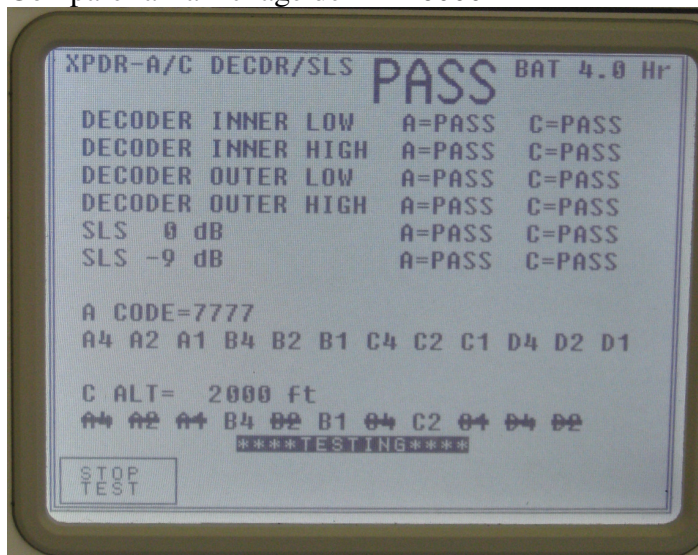 XPDR-A/C DECDR/SLS PASS BAT 4.0 Hr
DECODER INNER LOW A=PASS C=PASS
DECODER INNER HIGH A=PASS C=PASS
DECODER OUTER LOW A=PASS C=PASS
DECODER OUTER HIGH A=PASS C=PASS
SLS 0 dB A=PASS C=PASS
SLS -9 dB A=PASS C=PASS
A CODE=7777
A4 A2 A1 B4 B2 B1 C4 C2 C1 D4 D2 D1
C ALT= 2000 ft
A4 A2 A1 B4 B2 B1 C4 C2 C1 D4 D2
****TESTING****
STOP
TEST